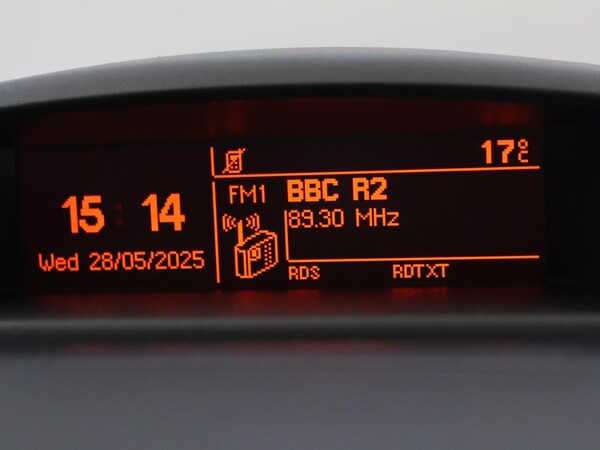 17°C
FM1 BBC R2
15:14
89.30 MHz
Wed 28/05/2025
RDS RDTXT